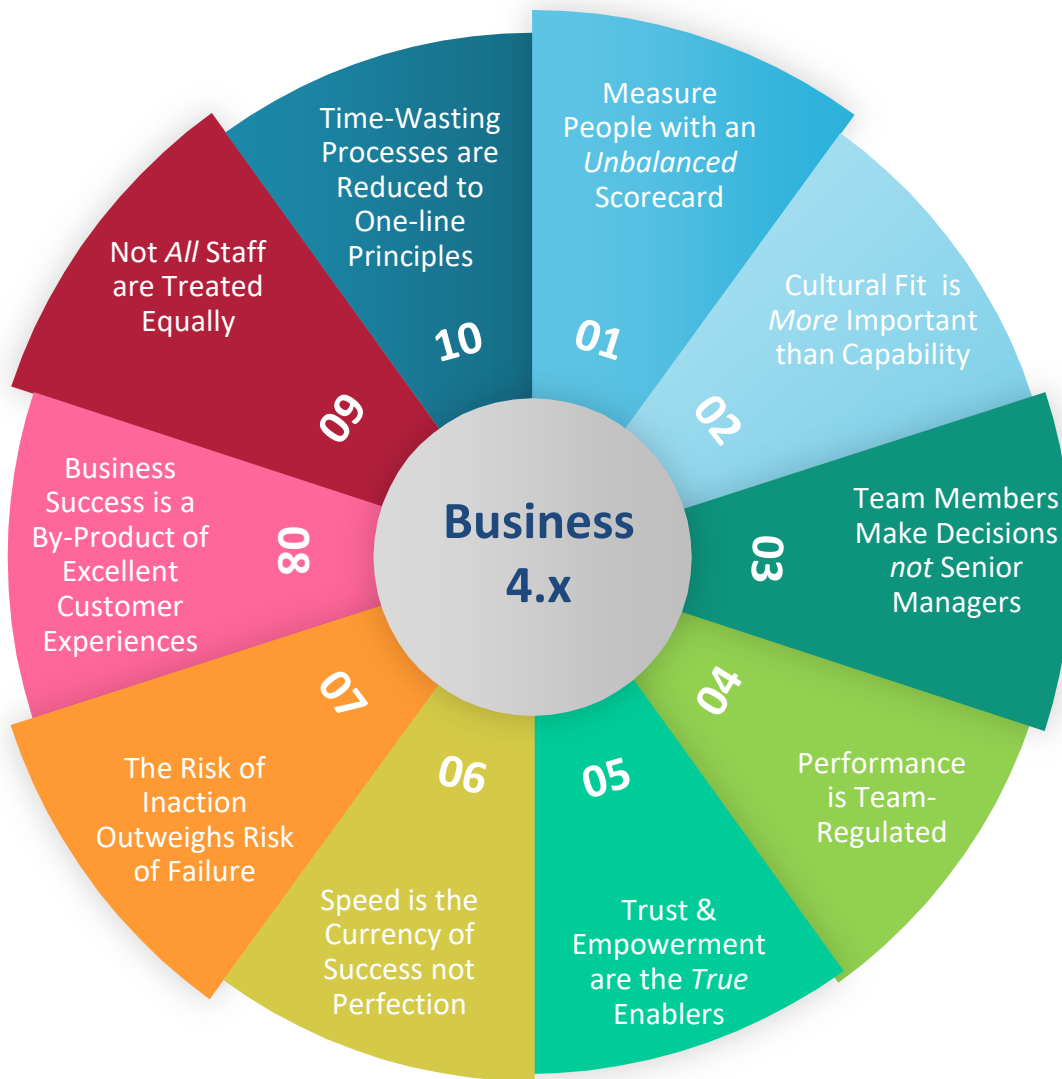 Business
4.x
01
Measure
People with an
Unbalanced
Scorecard
02
Cultural Fit is
More Important
than Capability
03
Team Members
Make Decisions
not Senior
Managers
04
Performance
is Team-
Regulated
05
Trust &
Empowerment
are the True
Enablers
06
Speed is the
Currency of
Success not
Perfection
07
The Risk of
Inaction
Outweighs Risk
of Failure
08
Business
Success is a
By-Product of
Excellent
Customer
Experiences
09
Not All Staff
are Treated
Equally
10
Time-Wasting
Processes are
Reduced to
One-line
Principles